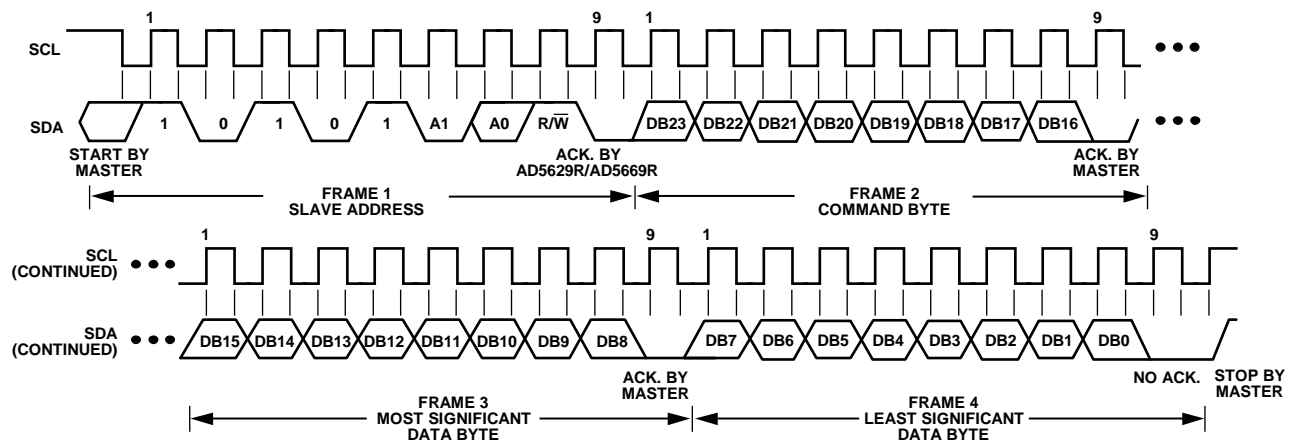 1 9 1 9
SCL
SDA
1 0 1 0 1 A1 A0 R/W̅ DB23 DB22 DB21 DB20 DB19 DB18 DB17 DB16
START BY
MASTER
ACK. BY
AD5629R/AD5669R
ACK. BY
MASTER
FRAME 1
SLAVE ADDRESS
FRAME 2
COMMAND BYTE
1 9 1 9
SCL
(CONTINUED)
SDA
(CONTINUED)
DB15 DB14 DB13 DB12 DB11 DB10 DB9 DB8 DB7 DB6 DB5 DB4 DB3 DB2 DB1 DB0
ACK. BY
MASTER
NO ACK.
STOP BY
MASTER
FRAME 3
MOST SIGNIFICANT
DATA BYTE
FRAME 4
LEAST SIGNIFICANT
DATA BYTE